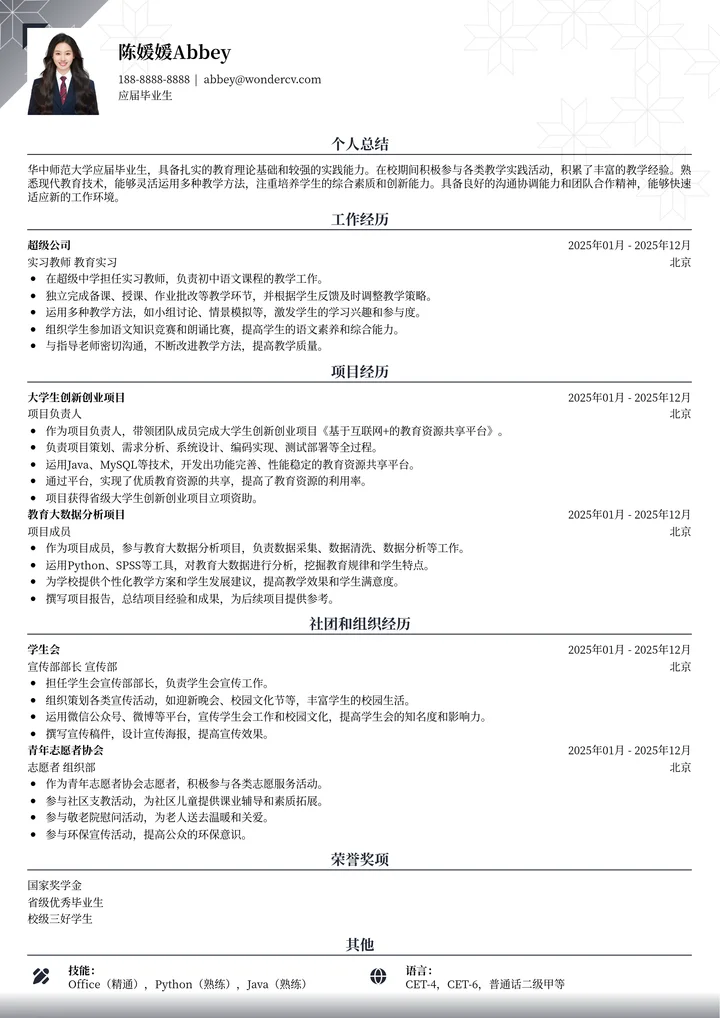 陈媛媛Abbey
188-8888-8888 | abbey@wondercv.com
应届毕业生
个人总结
华中师范大学应届毕业生，具备扎实的教育理论基础和较强的实践能力。在校期间积极参与各类教学实践活动，积累了丰富的教学经验。熟
悉现代教育技术，能够灵活运用多种教学方法，注重培养学生的综合素质和创新能力。具备良好的沟通协调能力和团队合作精神，能够快速
适应新的工作环境。
工作经历
超级公司 2025年01月 - 2025年12月
实习教师 教育实习 北京
• 在超级中学担任实习教师，负责初中语文课程的教学工作。
• 独立完成备课、授课、作业批改等教学环节，并根据学生反馈及时调整教学策略。
• 运用多种教学方法，如小组讨论、情景模拟等，激发学生的学习兴趣和参与度。
• 组织学生参加语文知识竞赛和朗诵比赛，提高学生的语文素养和综合能力。
• 与指导老师密切沟通，不断改进教学方法，提高教学质量。
项目经历
大学生创新创业项目 2025年01月 - 2025年12月
项目负责人 北京
• 作为项目负责人，带领团队成员完成大学生创新创业项目《基于互联网+的教育资源共享平台》。
• 负责项目策划、需求分析、系统设计、编码实现、测试部署等全过程。
• 运用Java、MySQL等技术，开发出功能完善、性能稳定的教育资源共享平台。
• 通过平台，实现了优质教育资源的共享，提高了教育资源的利用率。
• 项目获得省级大学生创新创业项目立项资助。
教育大数据分析项目 2025年01月 - 2025年12月
项目成员 北京
• 作为项目成员，参与教育大数据分析项目，负责数据采集、数据清洗、数据分析等工作。
• 运用Python、SPSS等工具，对教育大数据进行分析，挖掘教育规律和学生特点。
• 为学校提供个性化教学方案和学生发展建议，提高教学效果和学生满意度。
• 撰写项目报告，总结项目经验和成果，为后续项目提供参考。
社团和组织经历
学生会 2025年01月 - 2025年12月
宣传部部长 宣传部 北京
• 担任学生会宣传部部长，负责学生会宣传工作。
• 组织策划各类宣传活动，如迎新晚会、校园文化节等，丰富学生的校园生活。
• 运用微信公众号、微博等平台，宣传学生会工作和校园文化，提高学生会的知名度和影响力。
• 撰写宣传稿件，设计宣传海报，提高宣传效果。
青年志愿者协会 2025年01月 - 2025年12月
志愿者 组织部 北京
• 作为青年志愿者协会志愿者，积极参与各类志愿服务活动。
• 参与社区支教活动，为社区儿童提供课业辅导和素质拓展。
• 参与敬老院慰问活动，为老人送去温暖和关爱。
• 参与环保宣传活动，提高公众的环保意识。
荣誉奖项
国家奖学金
省级优秀毕业生
校级三好学生
其他
技能： 语言：
Office（精通）, Python（熟练）, Java（熟练） CET-4，CET-6，普通话二级甲等